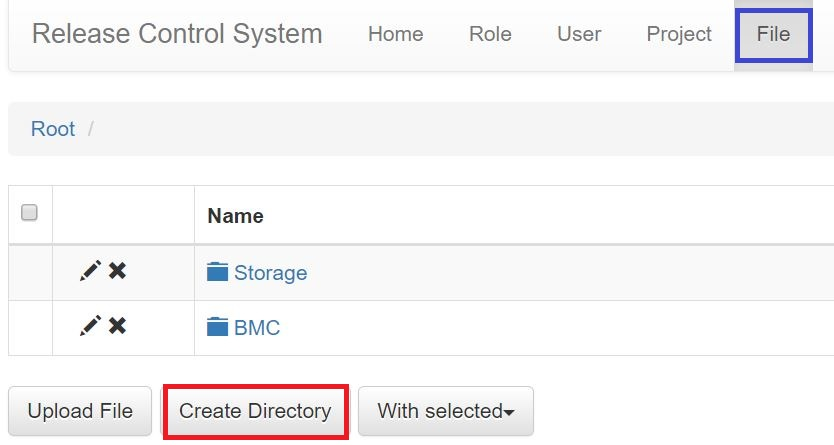 Release Control System Home Role User Project File
Root /
Name
Storage
BMC
Upload File Create Directory With selected